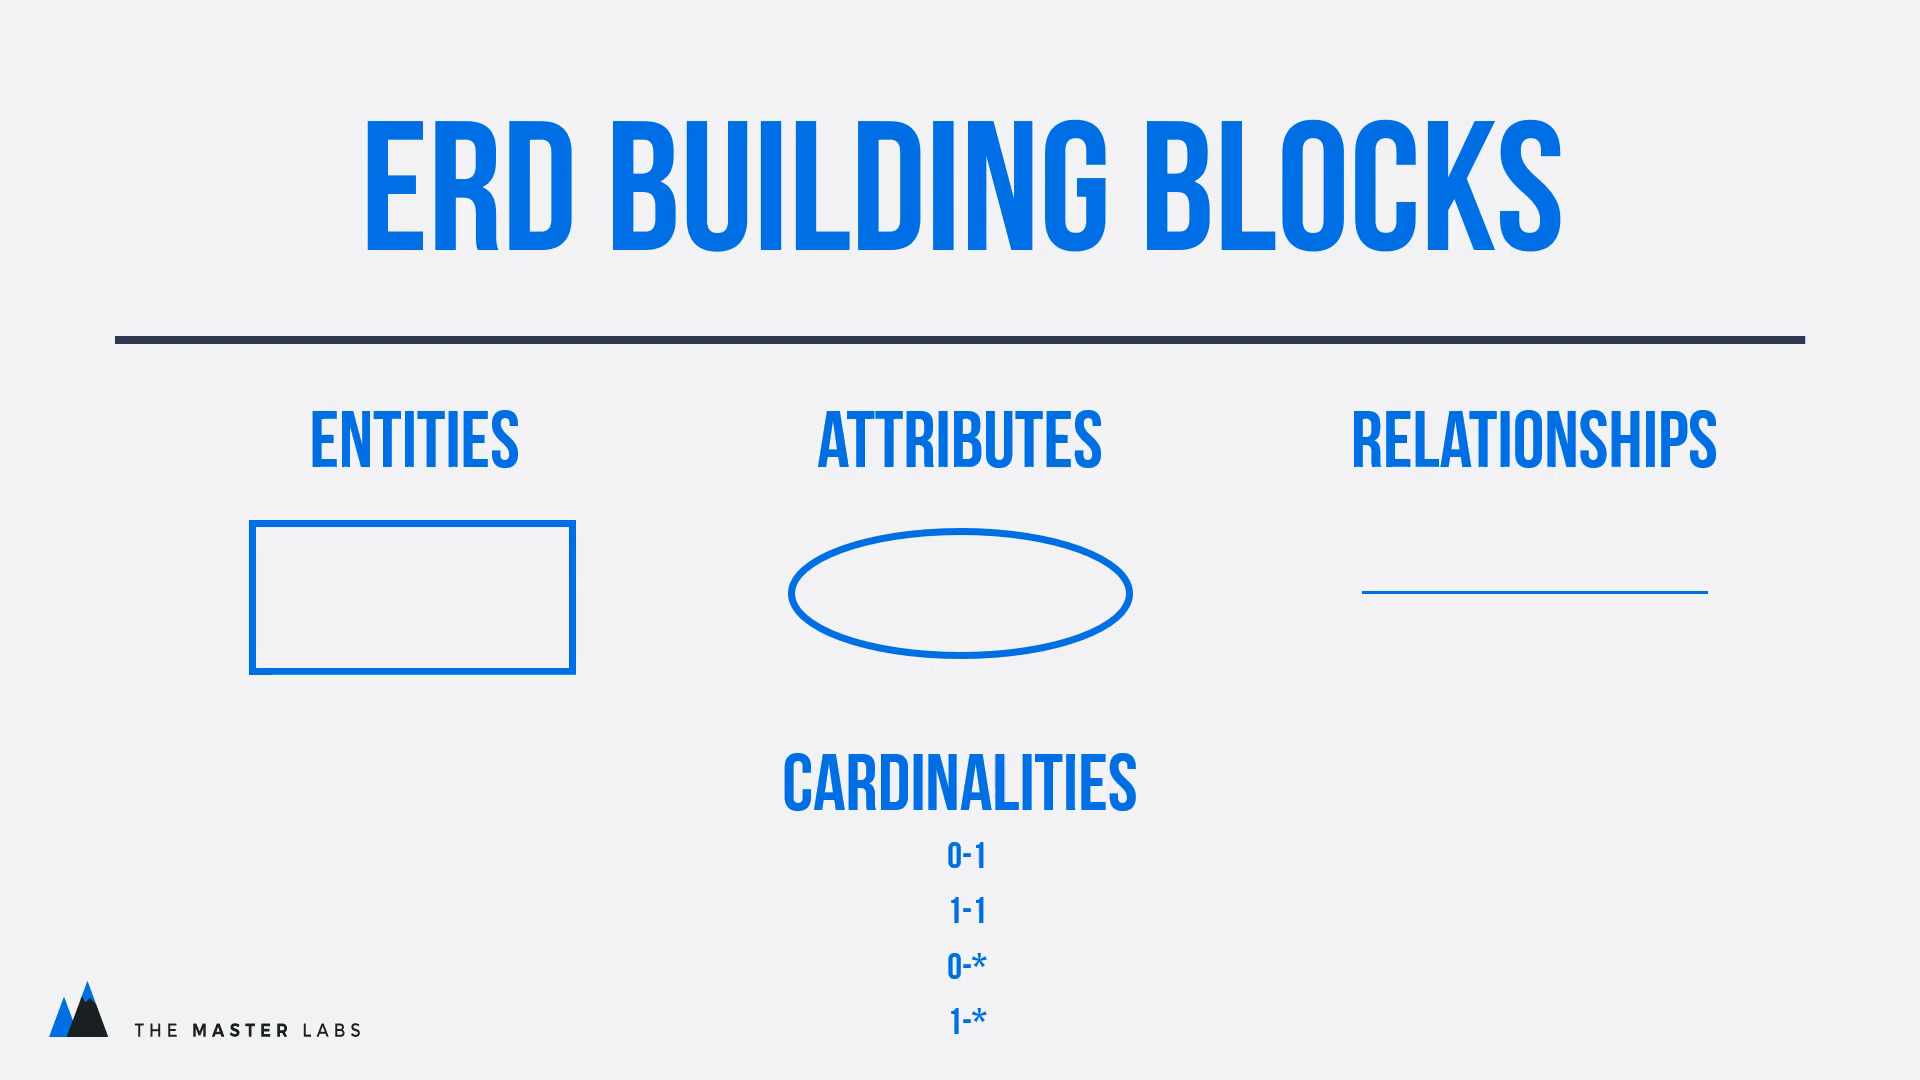 ERD BUILDING BLOCKS
ENTITIES
ATTRIBUTES
RELATIONSHIPS
CARDINALITIES
0-1
1-1
0-*
1-*
THE MASTER LABS